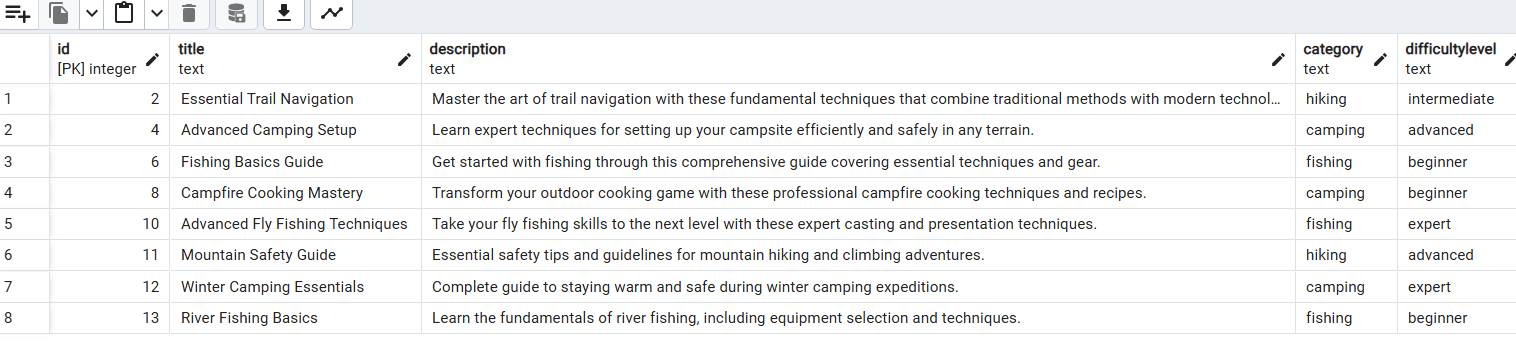 id title description category difficultylevel
[PK] integer text text text text
1 2 Essential Trail Navigation Master the art of trail navigation with these fundamental techniques that combine traditional methods with modern technol...  hiking intermediate
2 4 Advanced Camping Setup Learn expert techniques for setting up your campsite efficiently and safely in any terrain. camping advanced
3 6 Fishing Basics Guide Get started with fishing through this comprehensive guide covering essential techniques and gear. fishing beginner
4 8 Campfire Cooking Mastery Transform your outdoor cooking game with these professional campfire cooking techniques and recipes. camping beginner
5 10 Advanced Fly Fishing Techniques Take your fly fishing skills to the next level with these expert casting and presentation techniques. fishing expert
6 11 Mountain Safety Guide Essential safety tips and guidelines for mountain hiking and climbing adventures. hiking advanced
7 12 Winter Camping Essentials Complete guide to staying warm and safe during winter camping expeditions. camping expert
8 13 River Fishing Basics Learn the fundamentals of river fishing, including equipment selection and techniques. fishing beginner